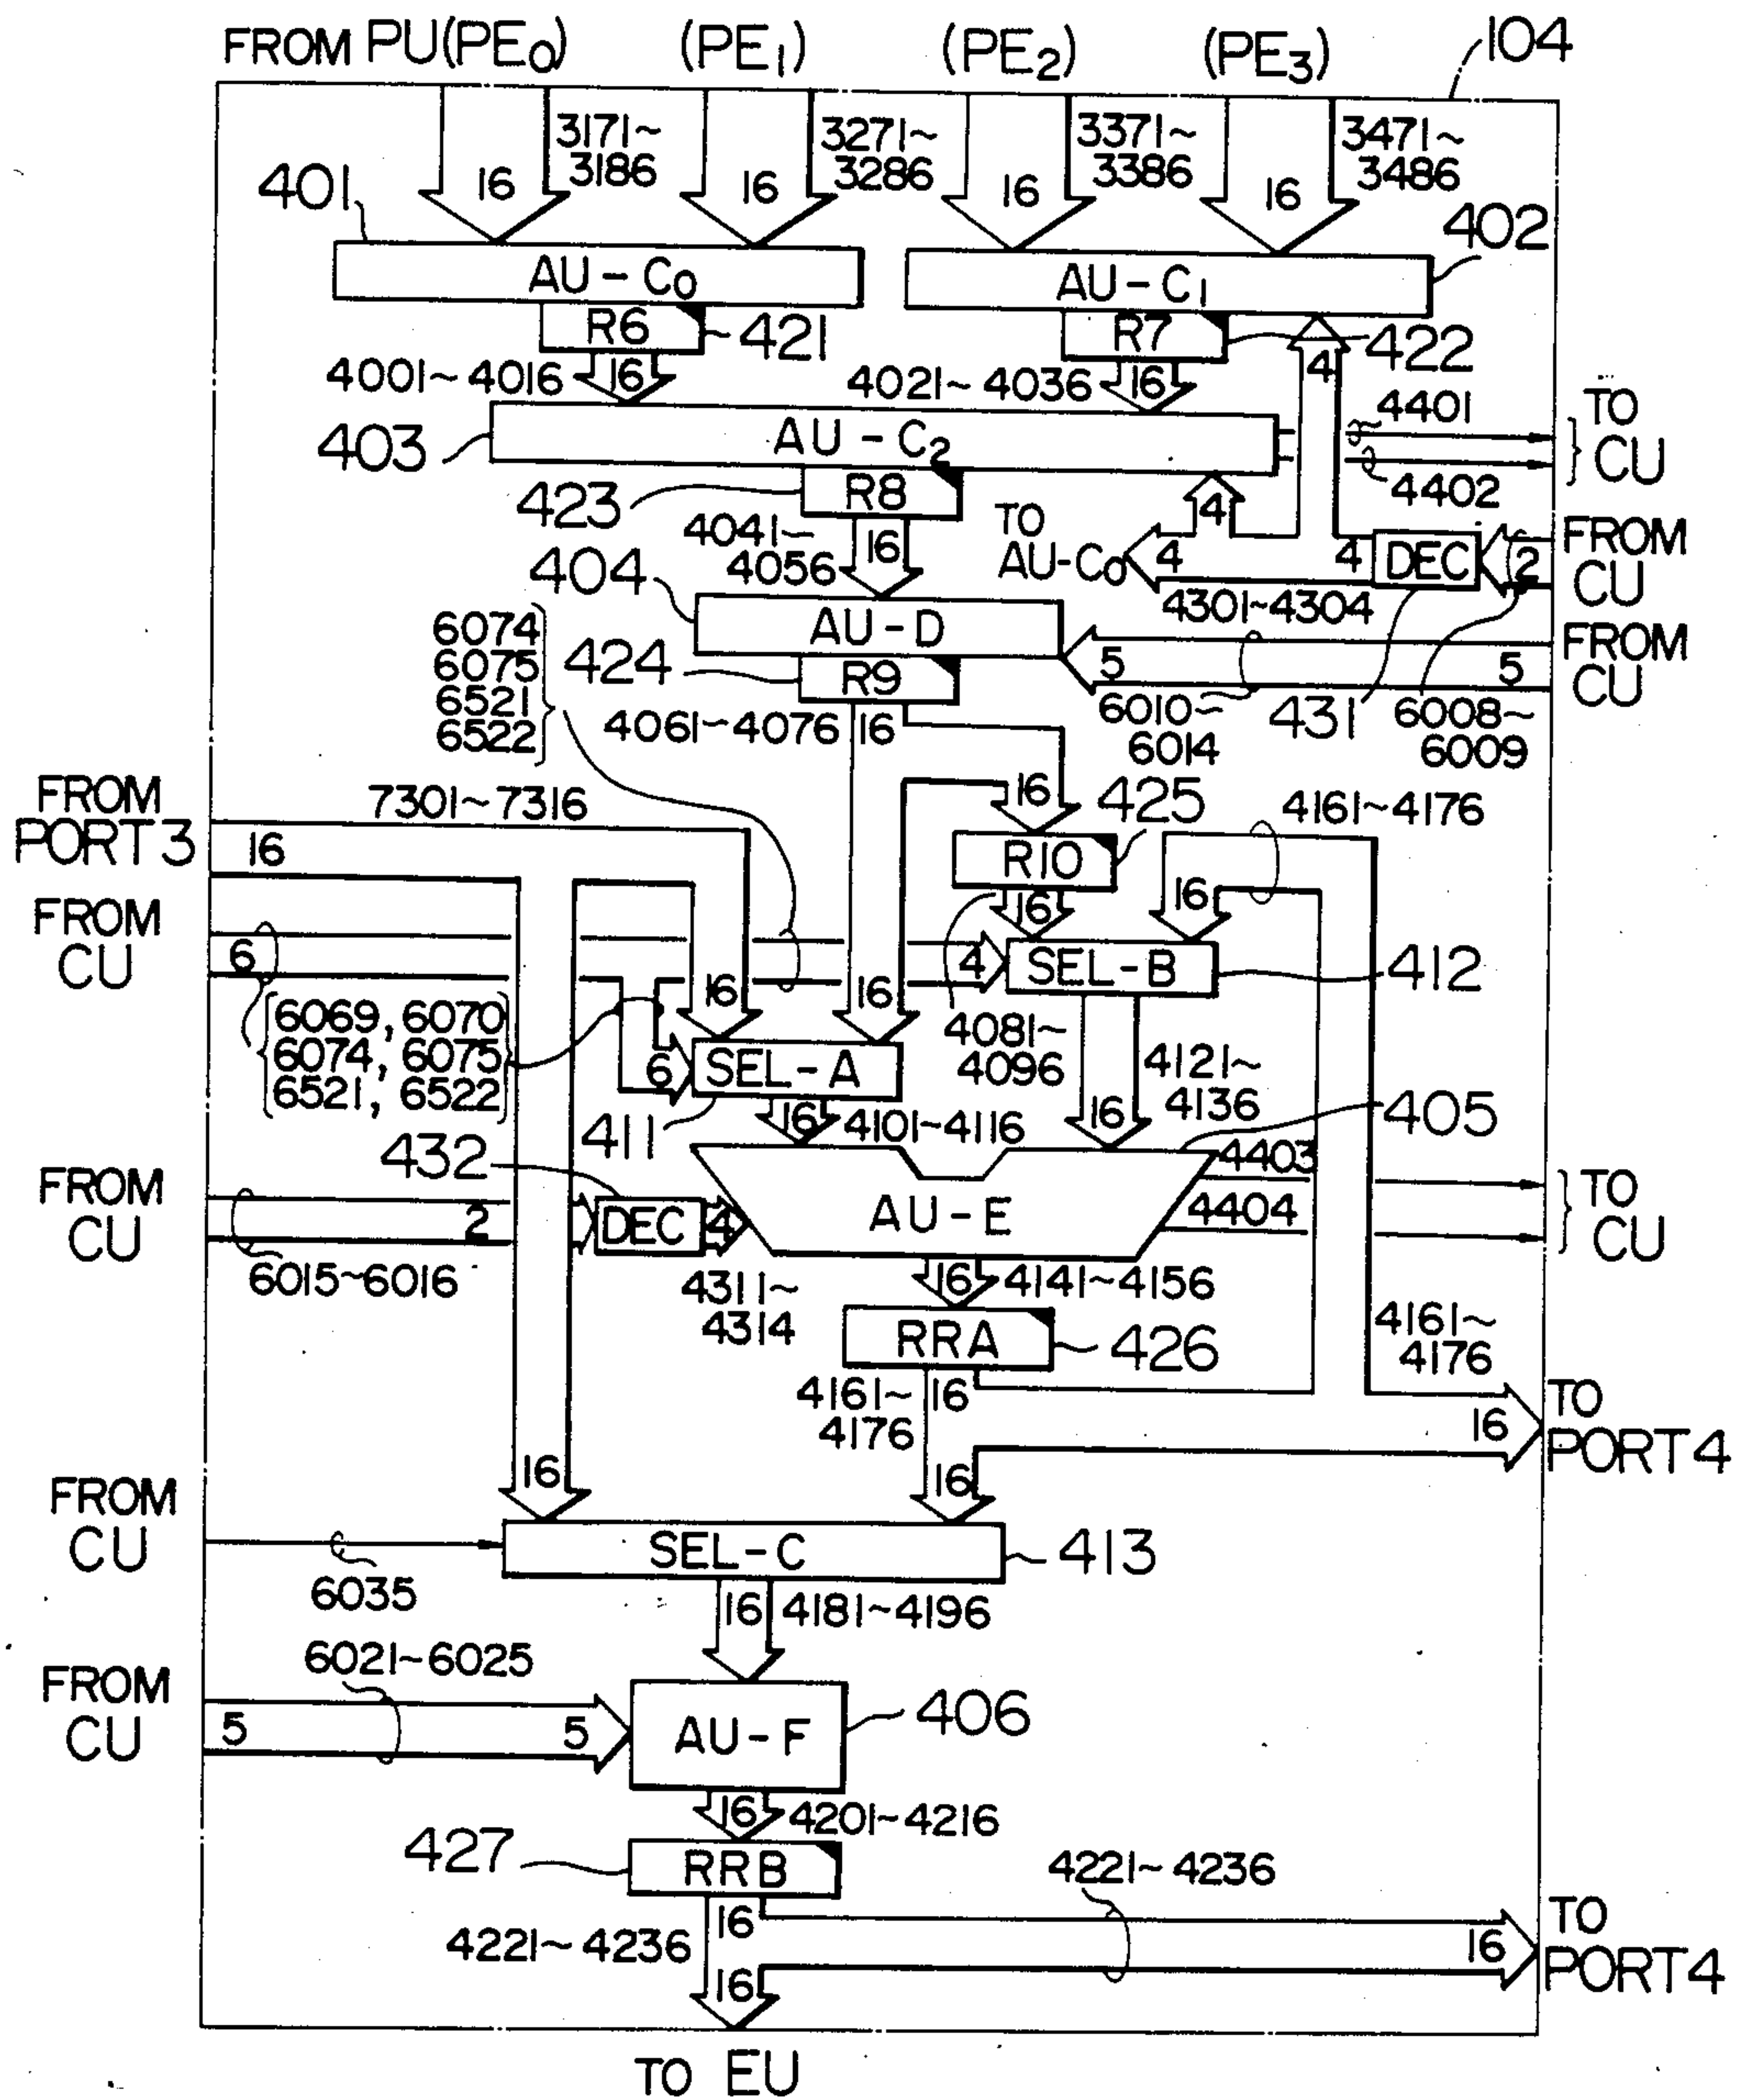 FROM PU(PE0) (PE1) (PE2) (PE3) 104
3171~
3186
3271~
3286
3371~
3386
3471~
3486
16 16 16 16
401
402
AU-C0
AU-C1
R6
421
R7
422
4001~4016
16
4021~4036
16
4
403
AU-C2
4401
4402
TO
CU
423
R8
4041~
4056
16
TO
AU-C0
4
4
4
DEC
2
FROM
CU
4301~4304
404
AU-D
5
5
FROM
CU
6074
6075
6521
6522
424
R9
4061~4076
16
6010~
6014
431
6008~
6009
FROM
PORT3
7301~7316
16
16
425
4161~4176
R10
16
16
FROM
CU
6
4
SEL-B
412
6069, 6070
6074, 6075
6521, 6522
16
16
4081~
4096
6
SEL-A
4121~
4136
411
16
4101~4116
16
405
432
4403
4404
FROM
CU
2
DEC
4
AU-E
TO
CU
6015~6016
4311~
4314
16
4141~4156
RRA
426
4161~
4176
4161~
4176
16
16
TO
PORT4
16
16
FROM
CU
SEL-C
413
6035
16
4181~4196
6021~6025
FROM
CU
5
5
AU-F
406
16
4201~4216
427
RRB
4221~4236
16
4221~4236
16
16
TO
PORT4
TO EU